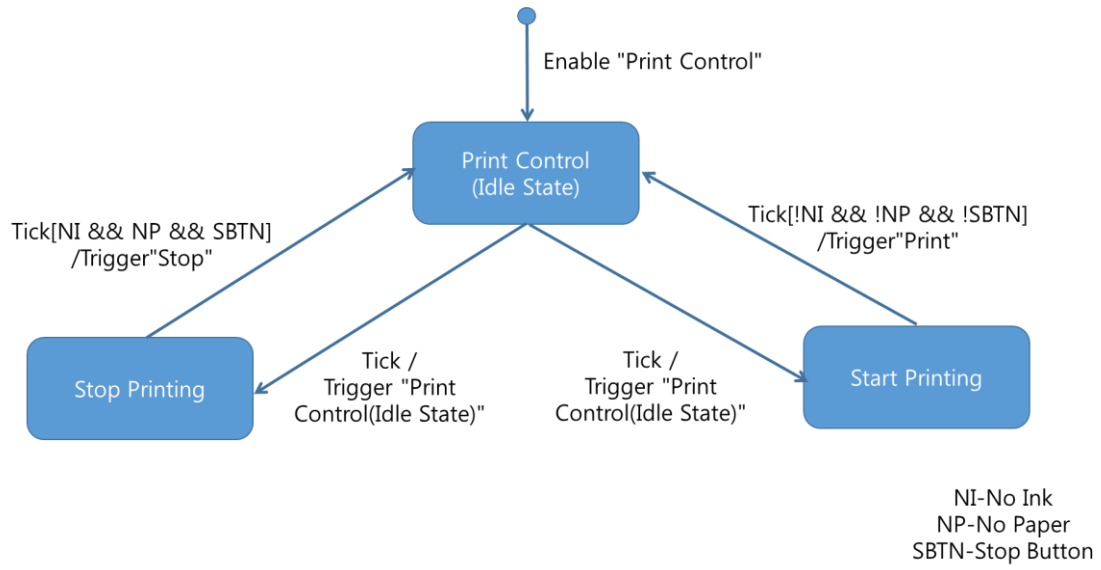 Enable "Print Control"
Print Control
(Idle State)
Tick[NI && NP && SBTN]
/Trigger"Stop"
Tick[!NI && !NP && !SBTN]
/Trigger"Print"
Stop Printing
Tick /
Trigger "Print
Control(Idle State)"
Tick /
Trigger "Print
Control(Idle State)"
Start Printing
NI-No Ink
NP-No Paper
SBTN-Stop Button